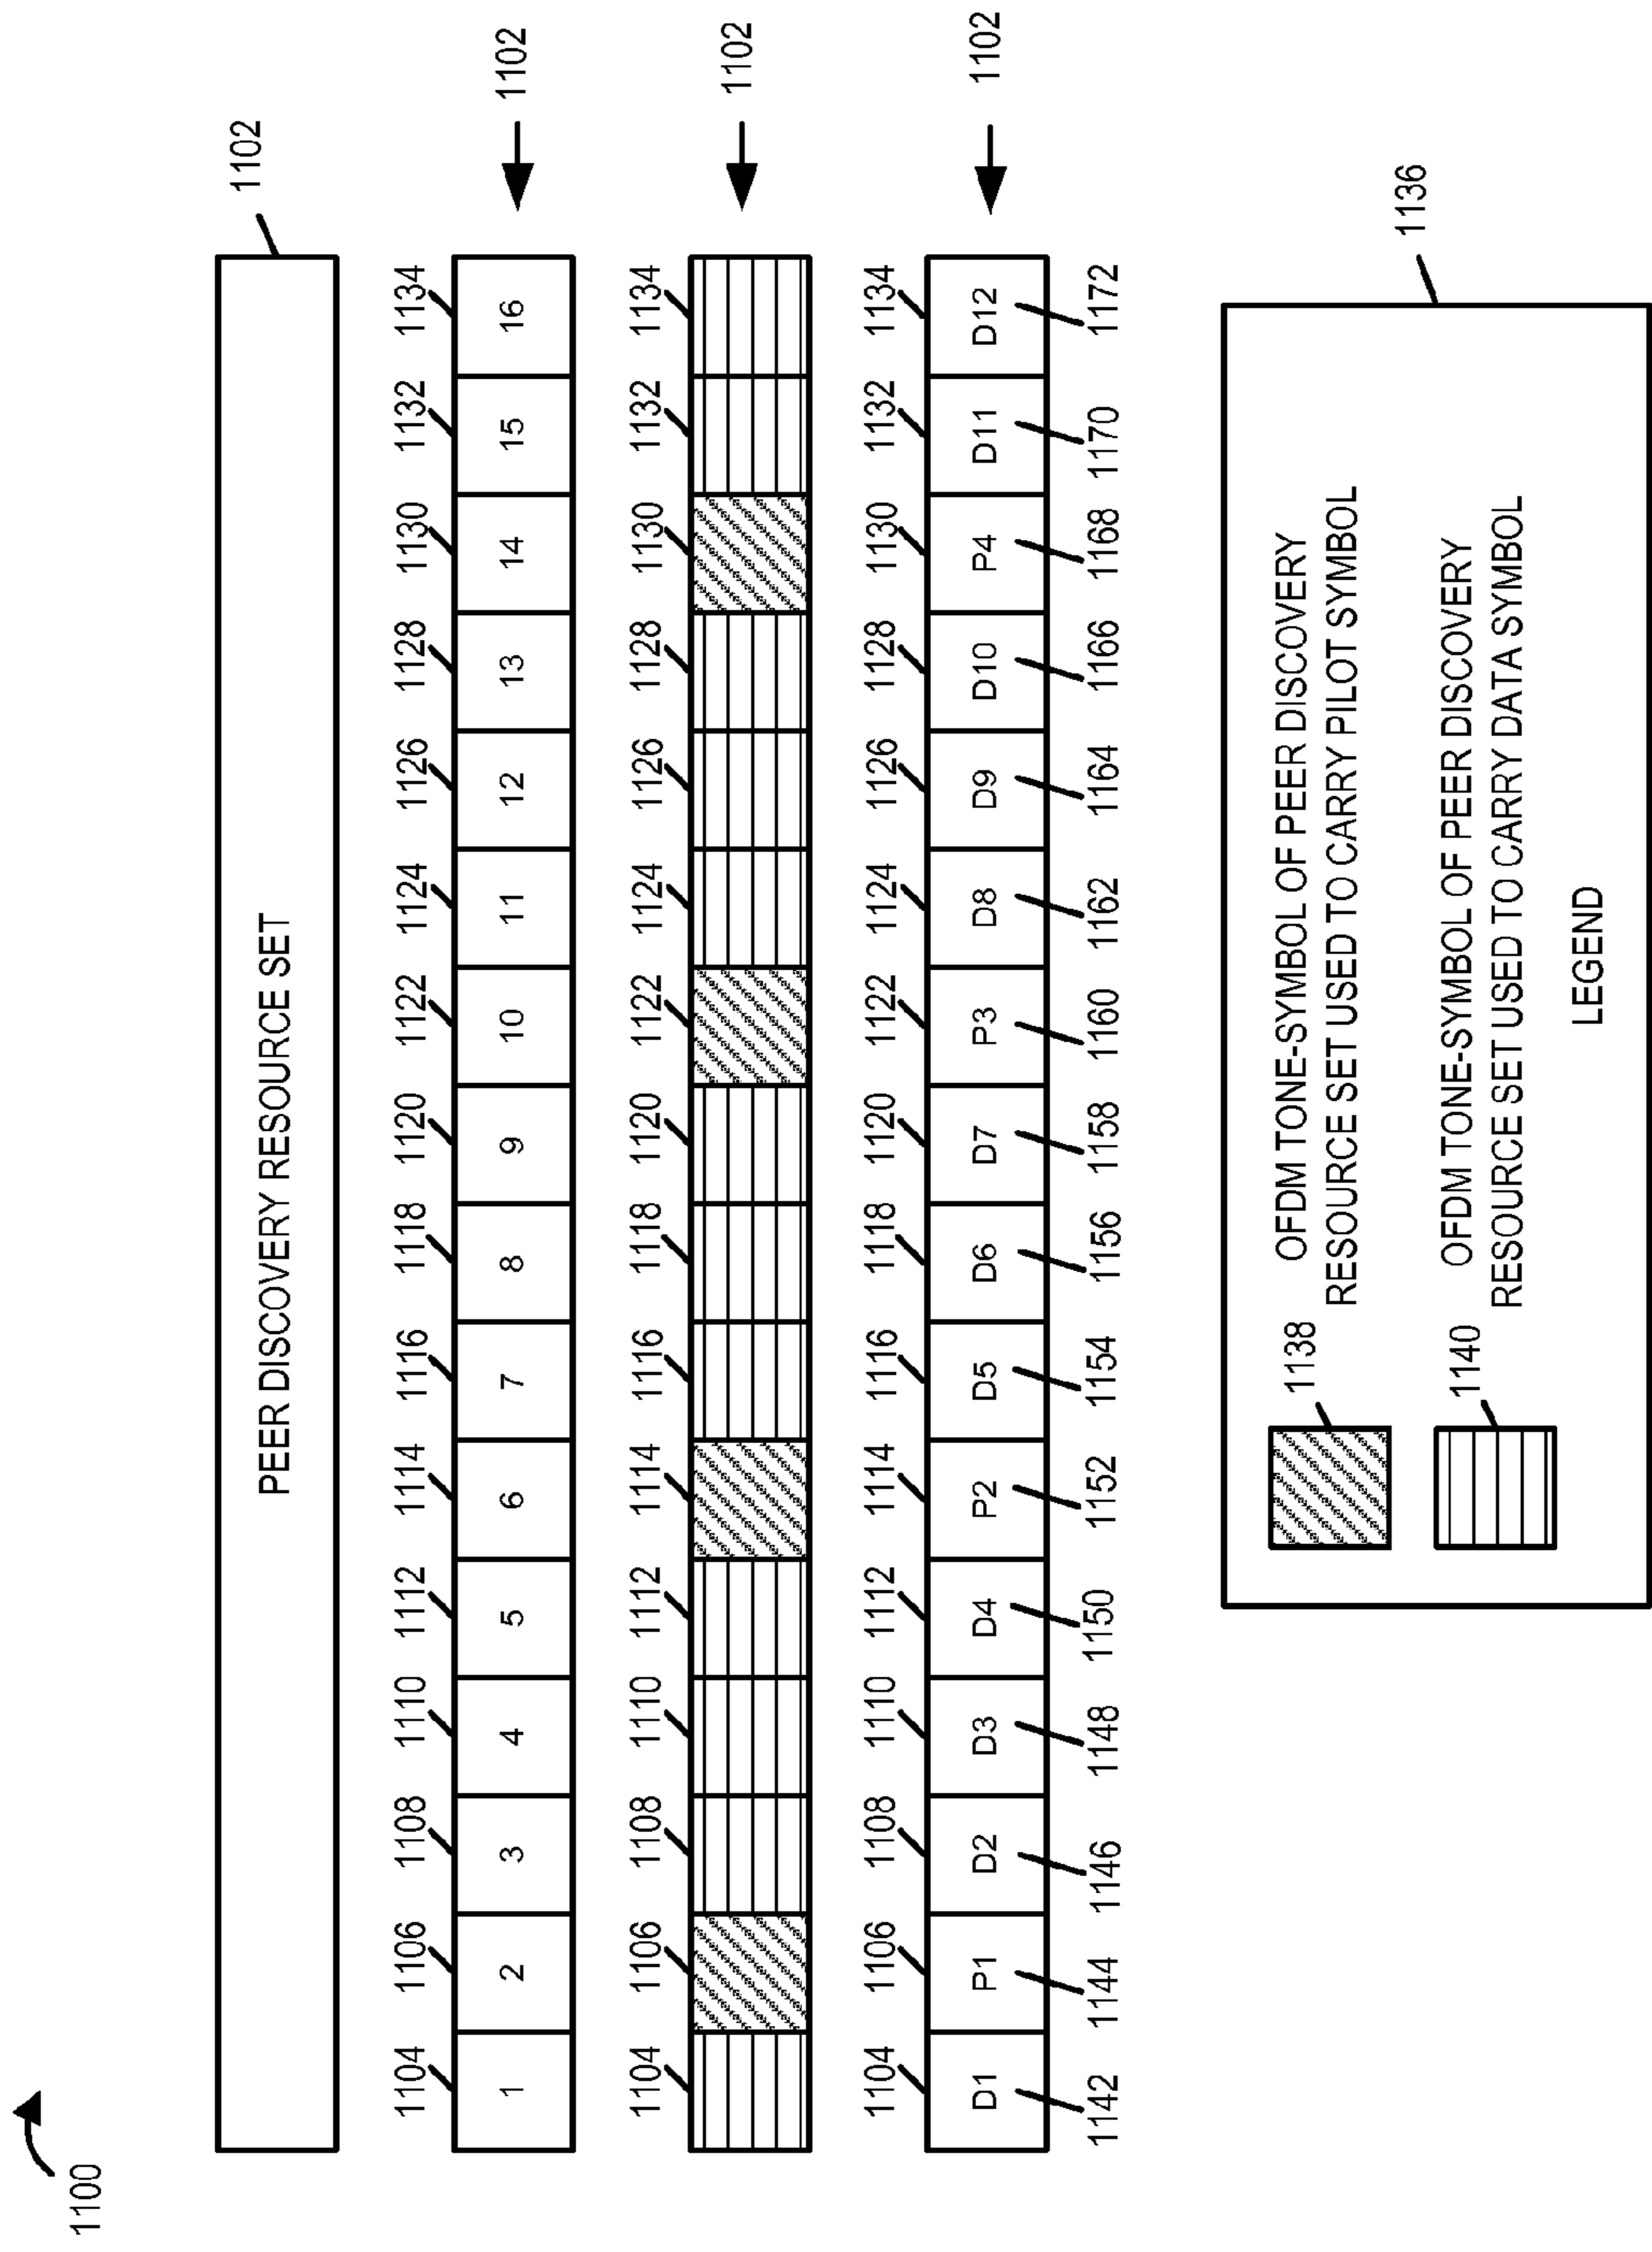 1100
PEER DISCOVERY RESOURCE SET
1102
1104 1106 1108 1110 1112 1114 1116 1118 1120 1122 1124 1126 1128 1130 1132 1134
1 2 3 4 5 6 7 8 9 10 11 12 13 14 15 16
1102
1104 1106 1108 1110 1112 1114 1116 1118 1120 1122 1124 1126 1128 1130 1132 1134
1102
1104 1106 1108 1110 1112 1114 1116 1118 1120 1122 1124 1126 1128 1130 1132 1134
D1 P1 D2 D3 D4 P2 D5 D6 D7 P3 D8 D9 D10 P4 D11 D12
1102
1142 1144 1146 1148 1150 1152 1154 1156 1158 1160 1162 1164 1166 1168 1170 1172
1136
1138
OFDM TONE-SYMBOL OF PEER DISCOVERY
RESOURCE SET USED TO CARRY PILOT SYMBOL
1140
OFDM TONE-SYMBOL OF PEER DISCOVERY
RESOURCE SET USED TO CARRY DATA SYMBOL
LEGEND